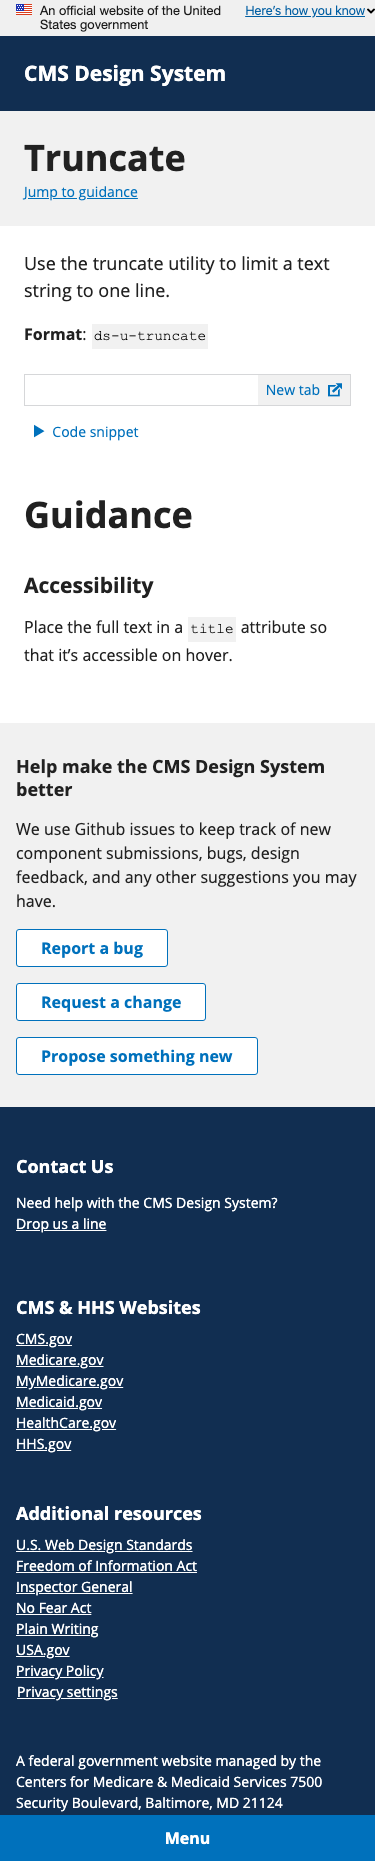 An official website of the United States government
Here's how you know
CMS Design System
Truncate
Jump to guidance
Use the truncate utility to limit a text
string to one line.
Format: ds-u-truncate
New tab
Code snippet
Guidance
Accessibility
Place the full text in a title attribute so
that it’s accessible on hover.
Help make the CMS Design System
better
We use Github issues to keep track of new
component submissions, bugs, design
feedback, and any other suggestions you may
have.
Report a bug
Request a change
Propose something new
Contact Us
Need help with the CMS Design System?
Drop us a line
CMS & HHS Websites
CMS.gov
Medicare.gov
MyMedicare.gov
Medicaid.gov
HealthCare.gov
HHS.gov
Additional resources
U.S. Web Design Standards
Freedom of Information Act
Inspector General
No Fear Act
Plain Writing
USA.gov
Privacy Policy
Privacy settings
A federal government website managed by the
Centers for Medicare & Medicaid Services 7500
Security Boulevard, Baltimore, MD 21124
Menu